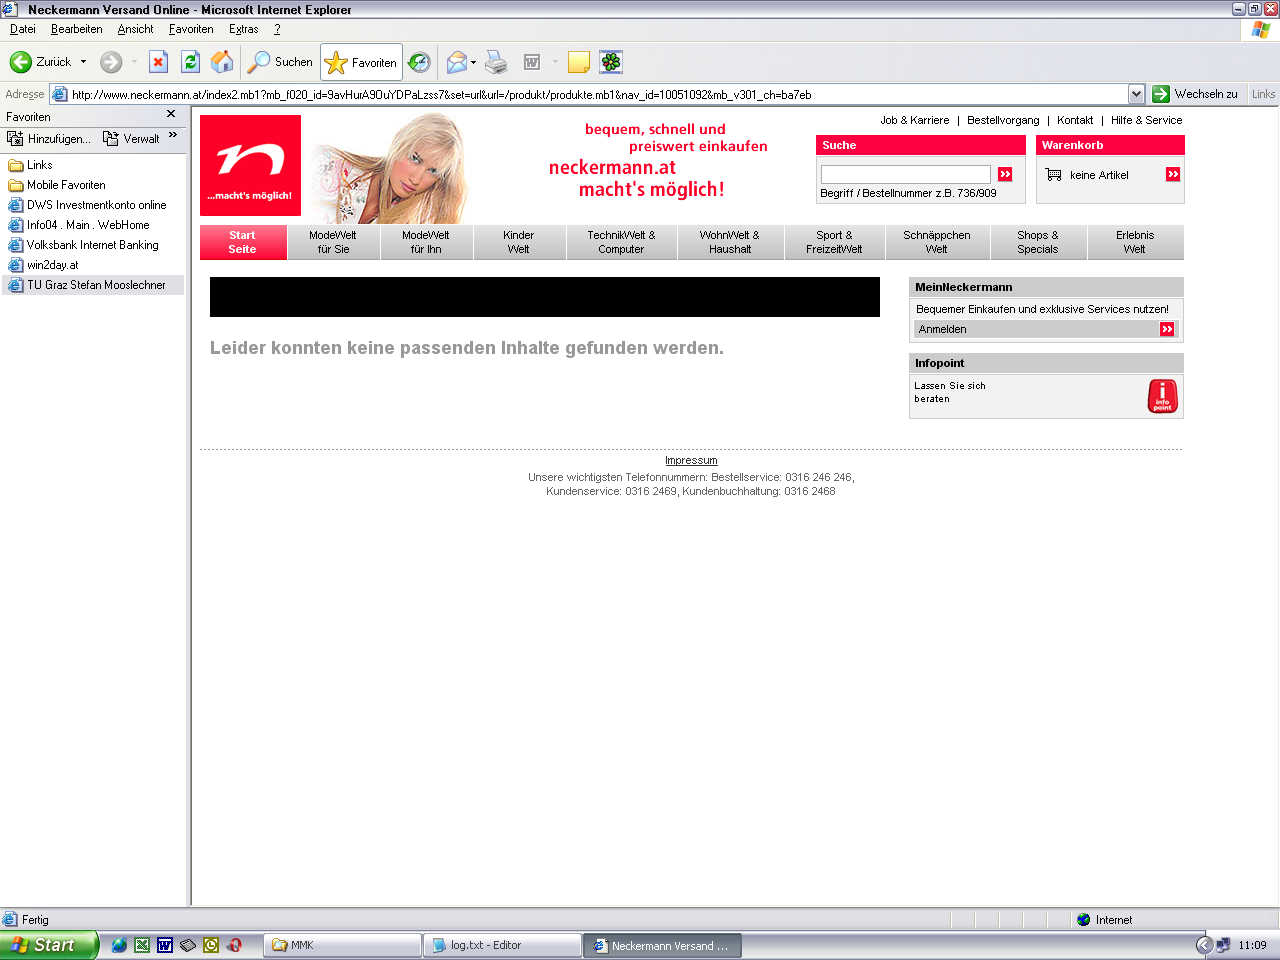 Neckermann Versand Online - Microsoft Internet Explorer
Datei Bearbeiten Ansicht Favoriten Extras ?
Zurück Suchen Favoriten
Adresse http://www.neckermann.at/index2.mb1?mb_f020_id=9avHurA9OuYDPaLzss7&set=url&url=/produkt/produkte.mb1&nav_id=10051092&mb_v301_ch=ba7eb Wechseln zu Links
Favoriten
Hinzufügen... Verwalt »
Links
Mobile Favoriten
DWS Investmentkonto online
Info04 . Main . WebHome
Volksbank Internet Banking
win2day.at
TU Graz Stefan Mooslechner
n
...macht's möglich!
bequem, schnell und
preiswert einkaufen
neckermann.at
macht's möglich!
Job & Karriere | Bestellvorgang | Kontakt | Hilfe & Service
Suche
Begriff / Bestellnummer z.B. 736/909
Warenkorb
keine Artikel
Start
Seite
ModeWelt
für Sie
ModeWelt
für Ihn
Kinder
Welt
TechnikWelt &
Computer
WohnWelt &
Haushalt
Sport &
FreizeitWelt
Schnäppchen
Welt
Shops &
Specials
Erlebnis
Welt
Leider konnten keine passenden Inhalte gefunden werden.
MeinNeckermann
Bequemer Einkaufen und exklusive Services nutzen!
Anmelden
Infopoint
Lassen Sie sich
beraten
i
info
point
Impressum
Unsere wichtigsten Telefonnummern: Bestellservice: 0316 246 246,
Kundenservice: 0316 2469, Kundenbuchhaltung: 0316 2468
Fertig Internet
Start MMK log.txt - Editor Neckermann Versand ... 11:09